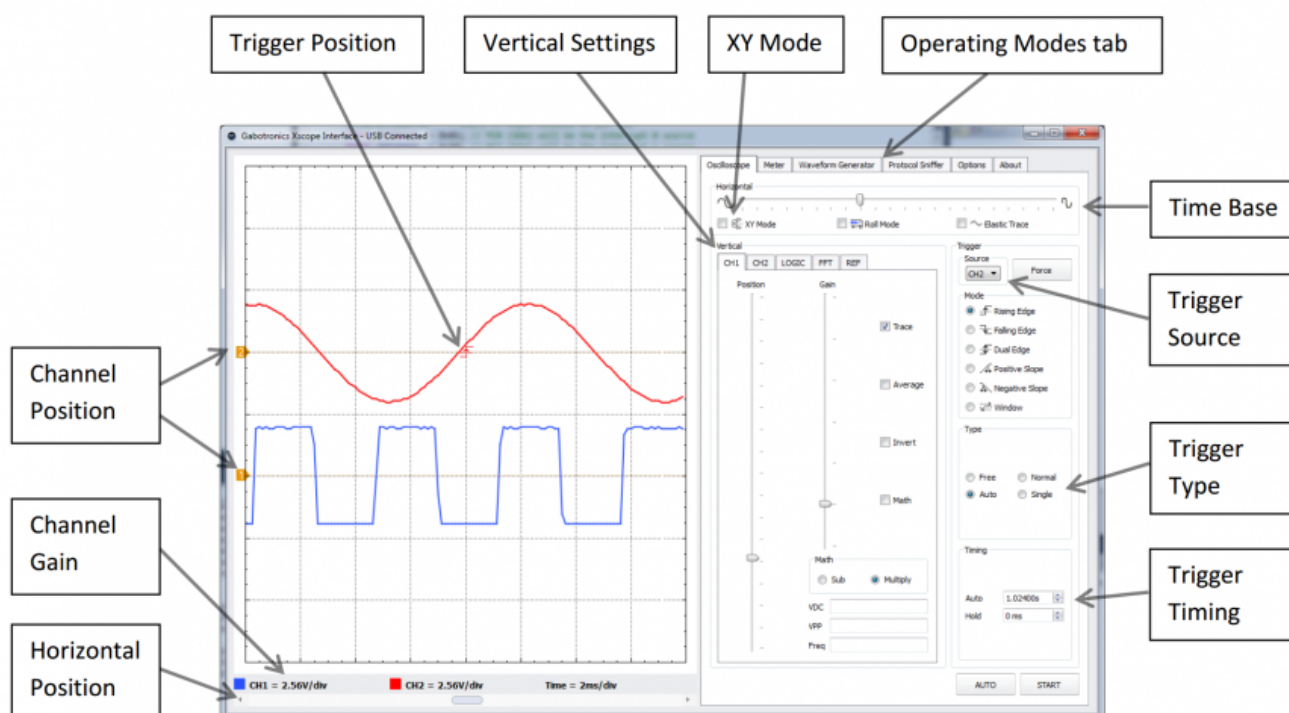 Trigger Position
Vertical Settings
XY Mode
Operating Modes tab
Gabotronics Xscope Interface - USB Connected
Oscilloscope
Meter
Waveform Generator
Protocol Sniffer
Options
About
Horizontal
XY Mode
Roll Mode
Elastic Trace
Time Base
Vertical
CH1
CH2
LOGIC
FFT
REF
Position
Gain
Trace
Average
Invert
Math
Math
Sub
Multiply
VDC
VPP
Freq
Trigger
Source
CH2
Force
Mode
Rising Edge
Falling Edge
Dual Edge
Positive Slope
Negative Slope
Window
Type
Free
Normal
Auto
Single
Timing
Auto
1.02400s
Hold
0 ms
AUTO
START
Trigger
Source
Trigger
Type
Trigger
Timing
Channel
Position
2
1
Channel
Gain
Horizontal
Position
CH1 = 2.56V/div
CH2 = 2.56V/div
Time = 2ms/div